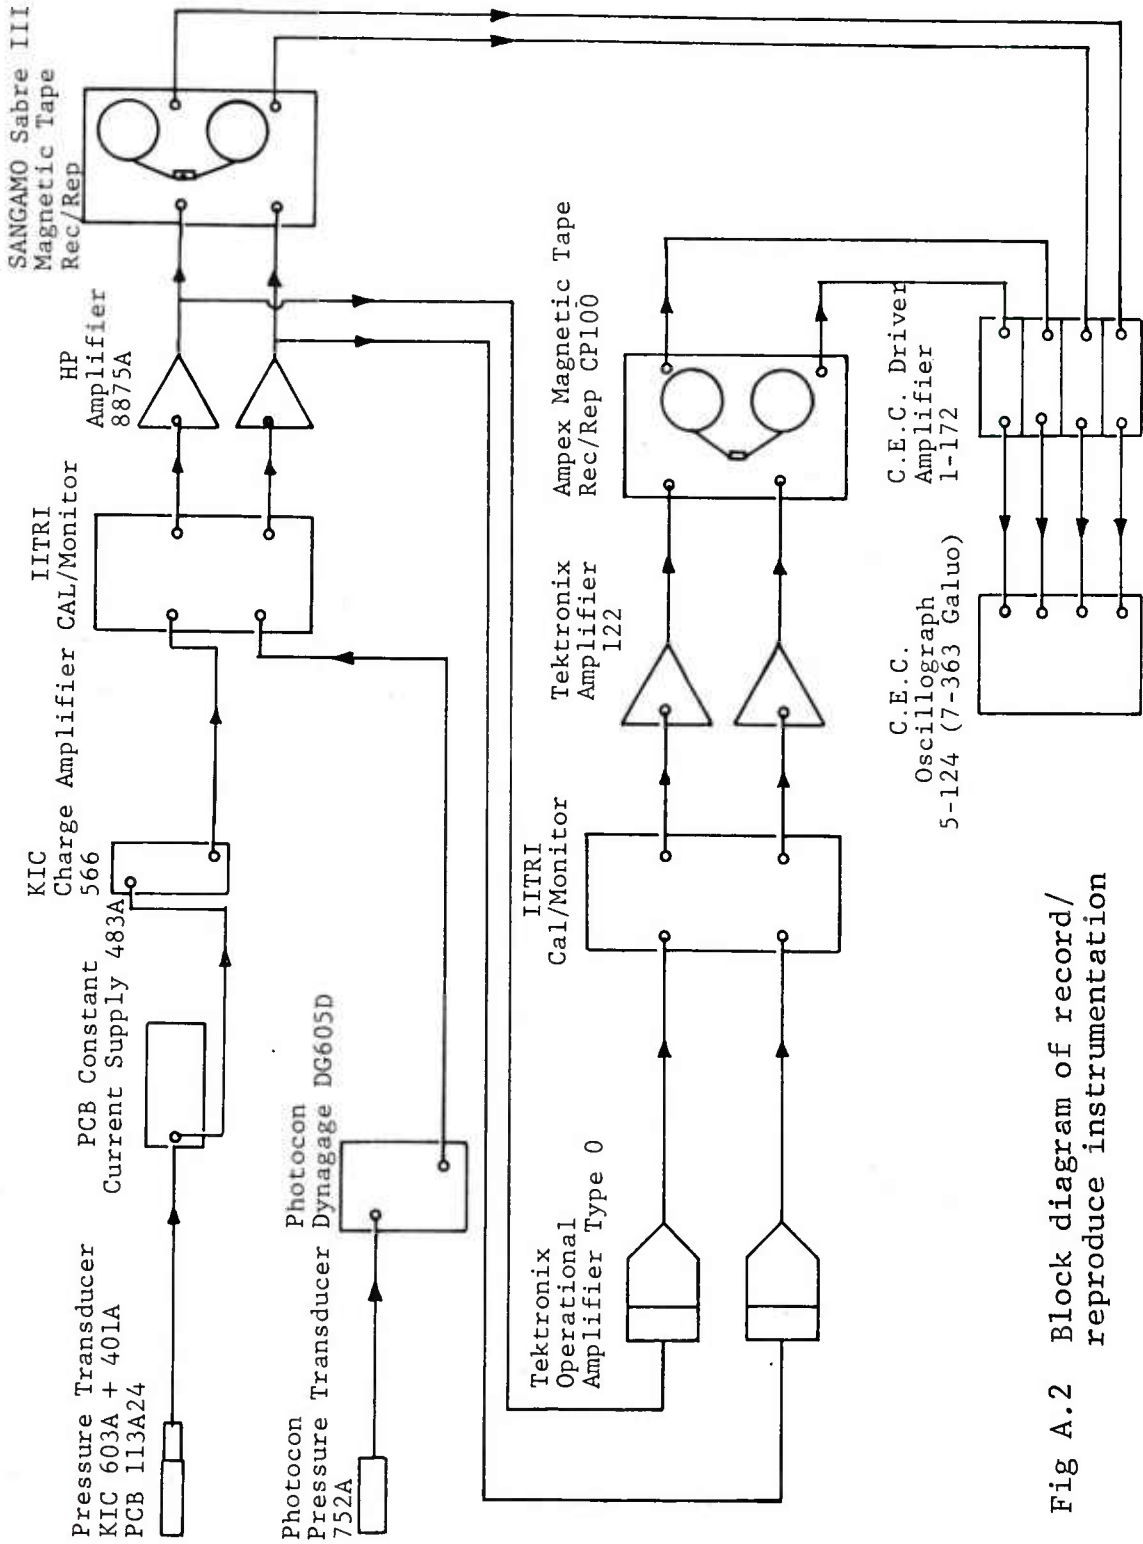 Pressure Transducer
KIC 603A + 401A
PCB 113A24
PCB Constant
Current Supply 483A
KIC
Charge Amplifier
566
IITRI
CAL/Monitor
HP
Amplifier
8875A
SANGAMO Sabre III
Magnetic Tape
Rec/Rep
Photocon
Pressure Transducer
752A
Photocon
Dynagage DG605D
Tektronix
Operational
Amplifier Type O
IITRI
Cal/Monitor
Tektronix
Amplifier
122
Ampex Magnetic Tape
Rec/Rep CP100
C.E.C. Driver
Amplifier
1-172
C.E.C.
Oscillograph
5-124 (7-363 Galuo)
Fig A.2 Block diagram of record/
reproduce instrumentation